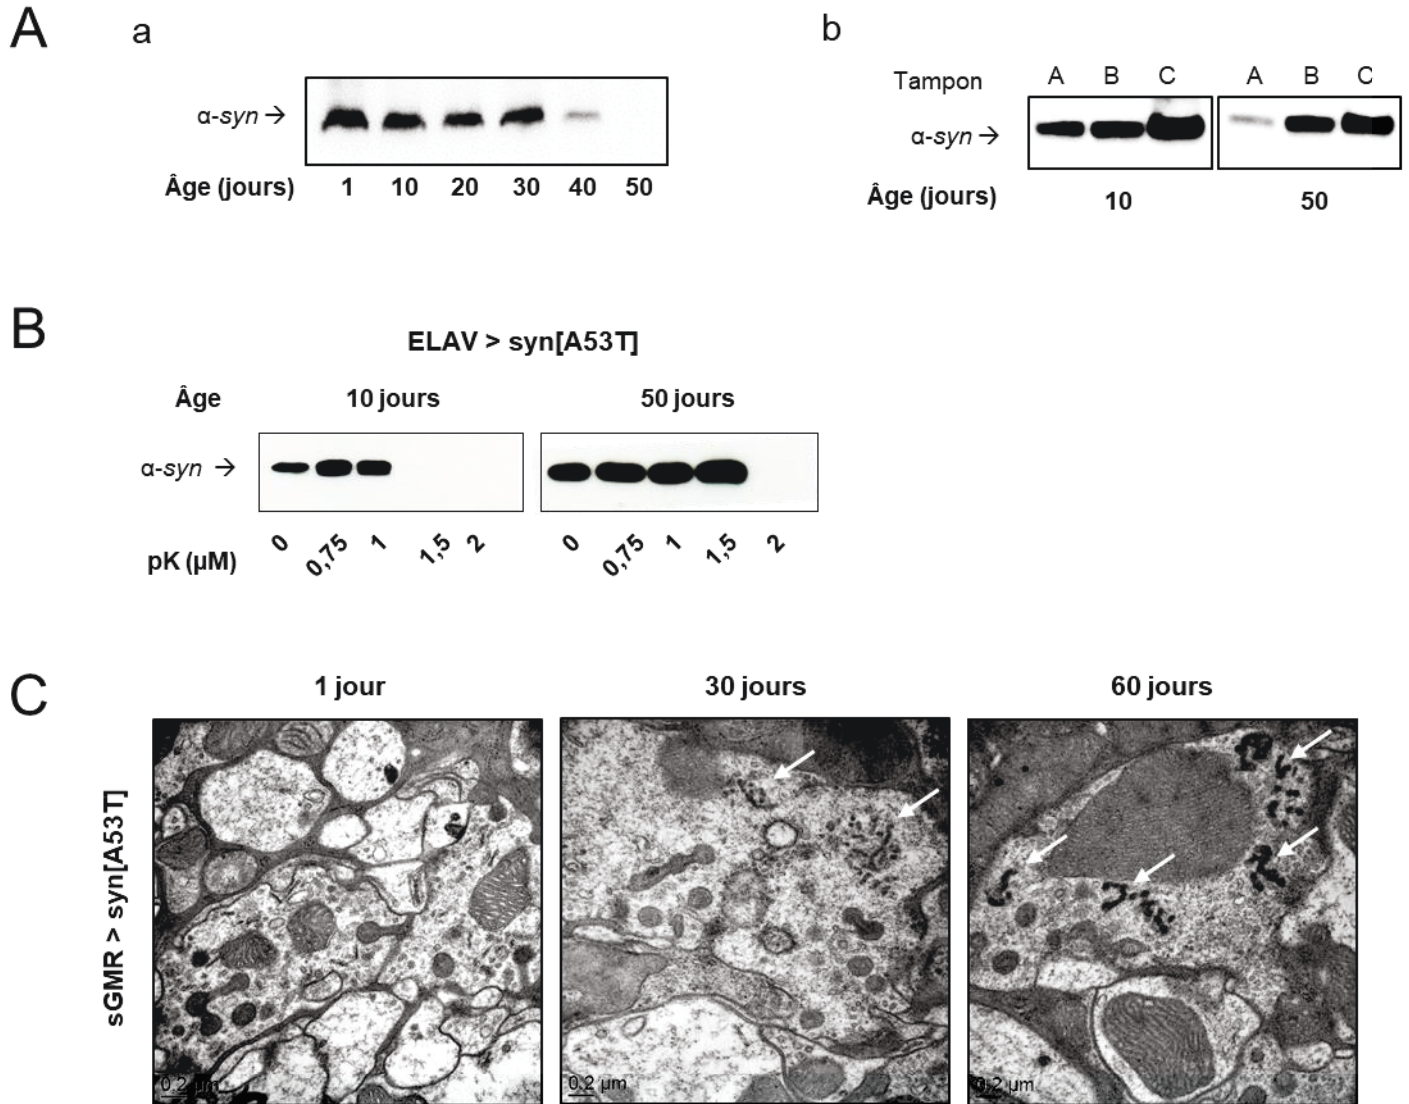 A
a
b
Tampon A B C A B C
α-syn →
α-syn →
Âge (jours) 1 10 20 30 40 50
Âge (jours) 10 50
B
ELAV > syn[A53T]
Âge 10 jours 50 jours
α-syn →
pK (µM) 0 0,75 1 1,5 2 0 0,75 1 1,5 2
C
1 jour 30 jours 60 jours
sGMR > syn[A53T]
0.2 µm 0.2 µm 0.2 µm